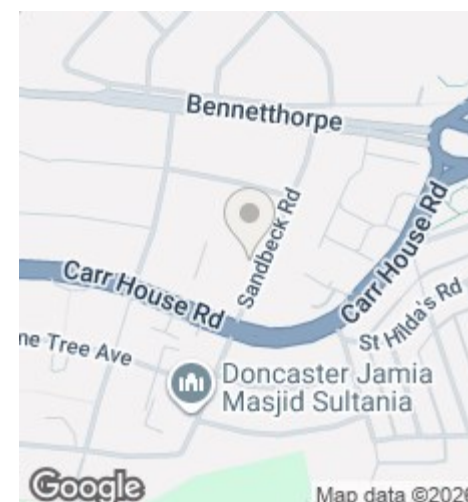 Bennetthorpe
Sandbeck Rd
Carr House Rd
Carr House Rd
St Hilda's Rd
ne Tree Ave
Doncaster Jamia
Masjid Sultania
Google
Map data ©2026